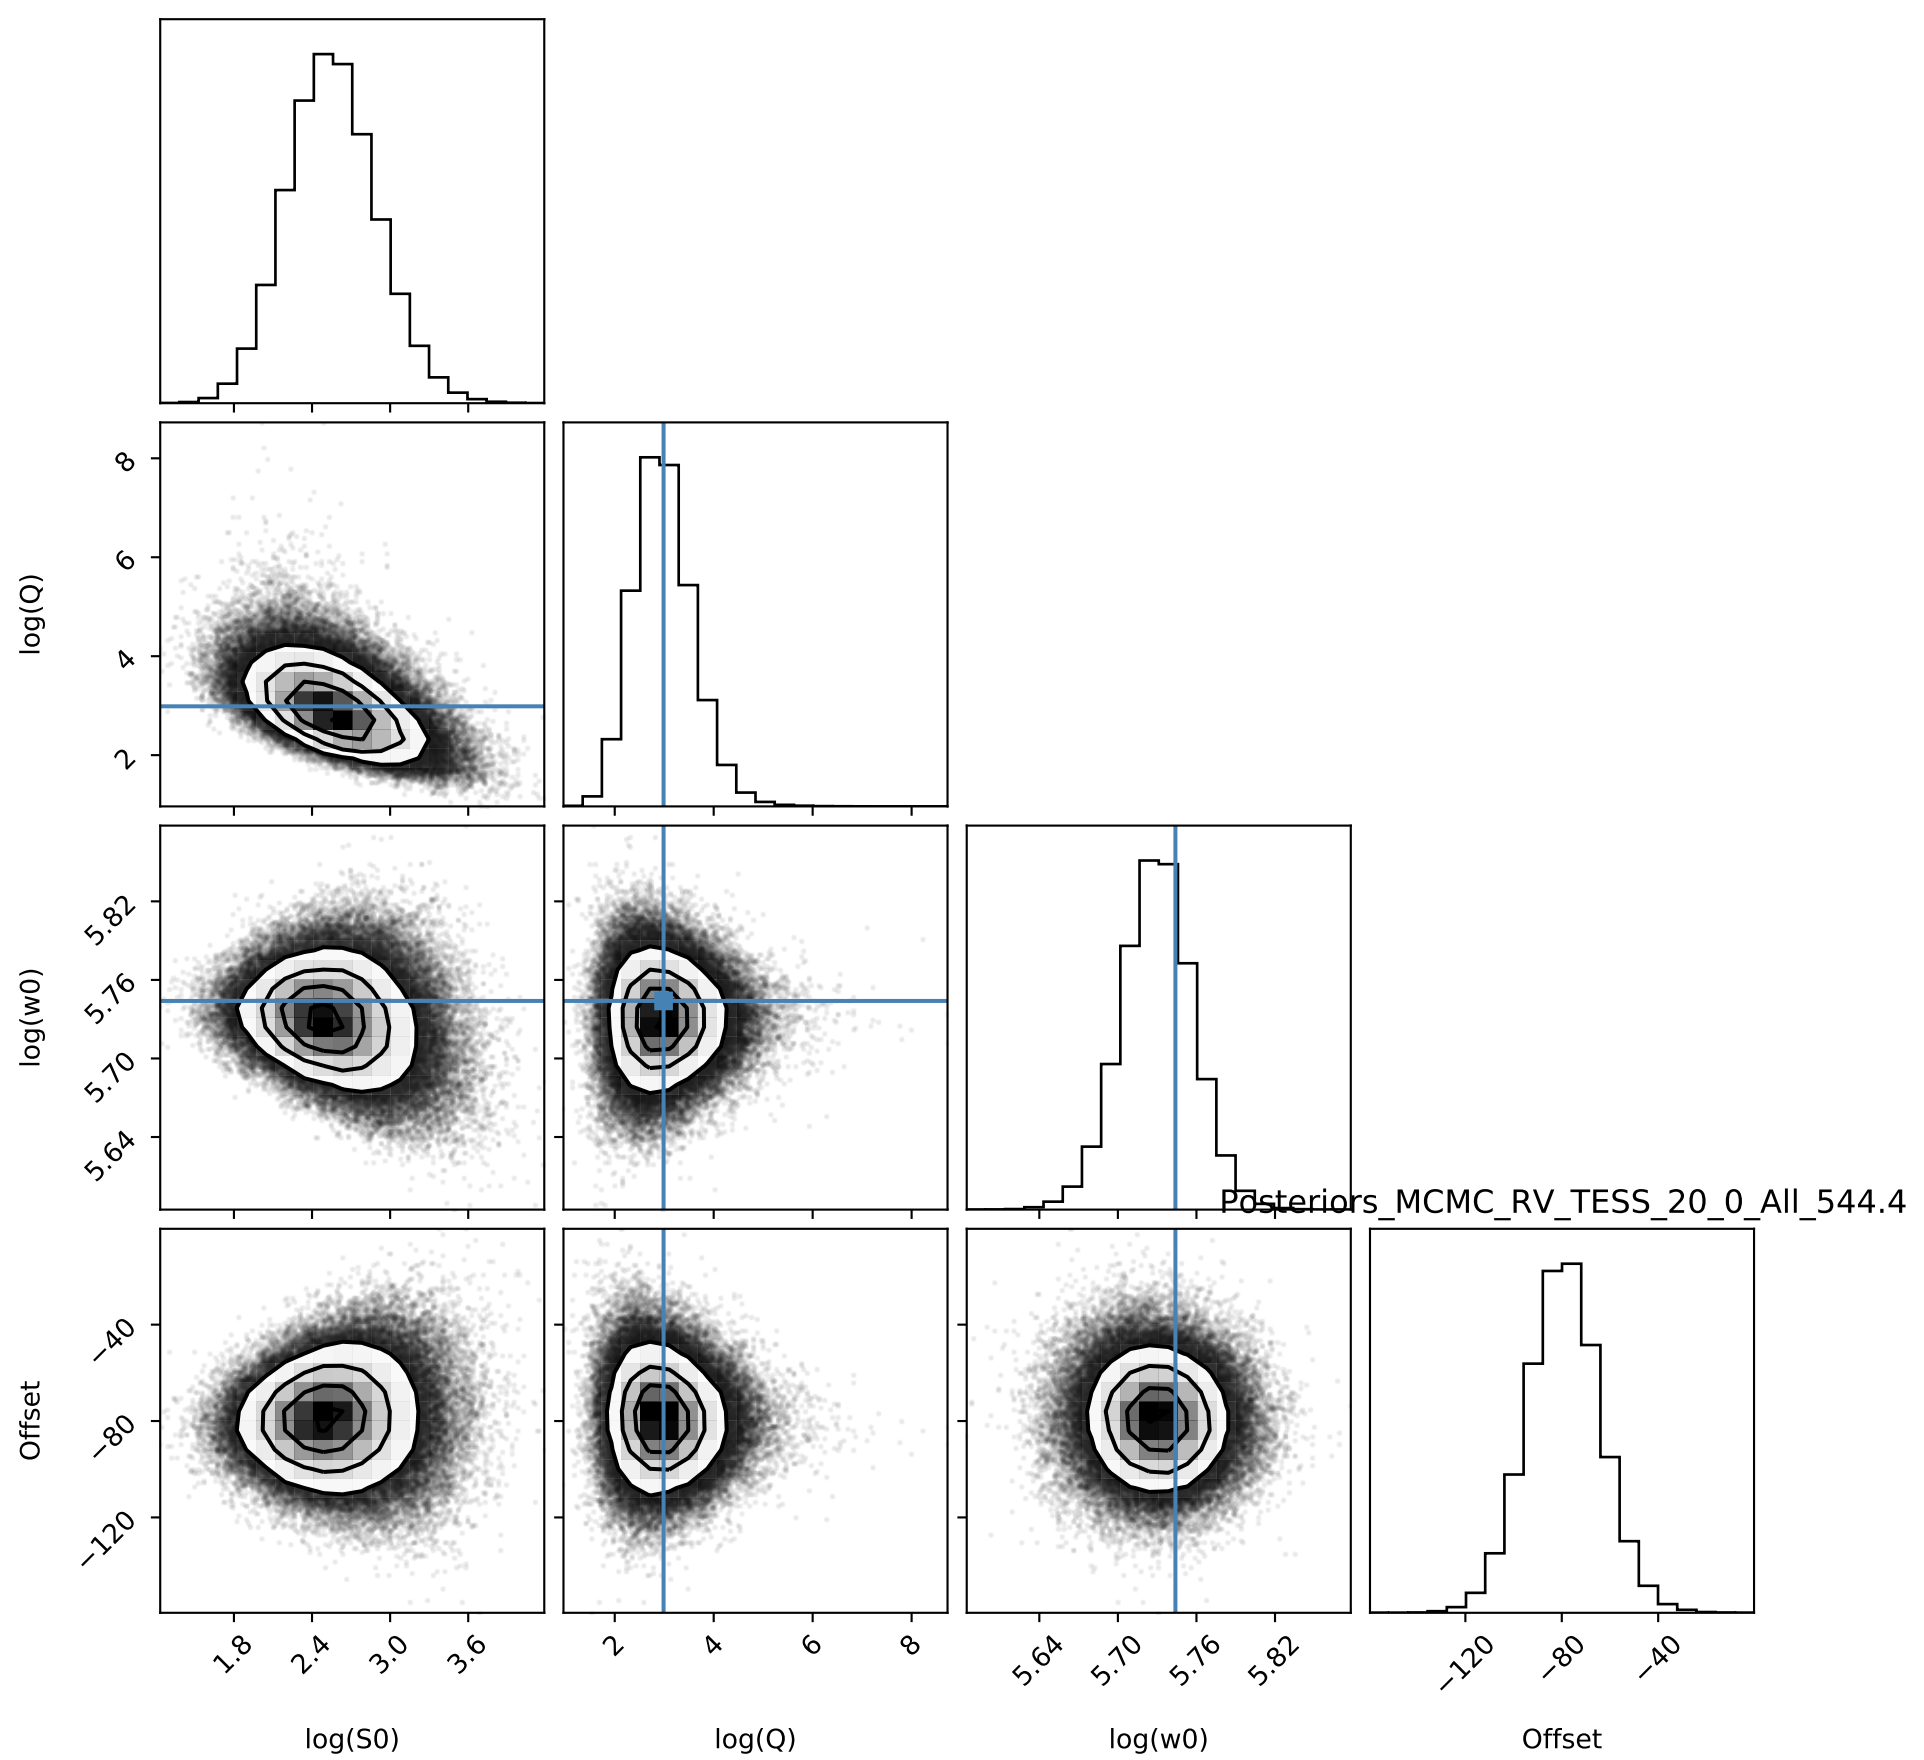 8
6
4
2
log(Q)
5.82
5.76
5.70
5.64
log(w0)
Posteriors_MCMC_RV_TESS_20_0_All_544.4
−40
−80
−120
Offset
1.8 2.4 3.0 3.6 2 4 6 8 5.64 5.70 5.76 5.82 −120 −80 −40
log(S0) log(Q) log(w0) Offset